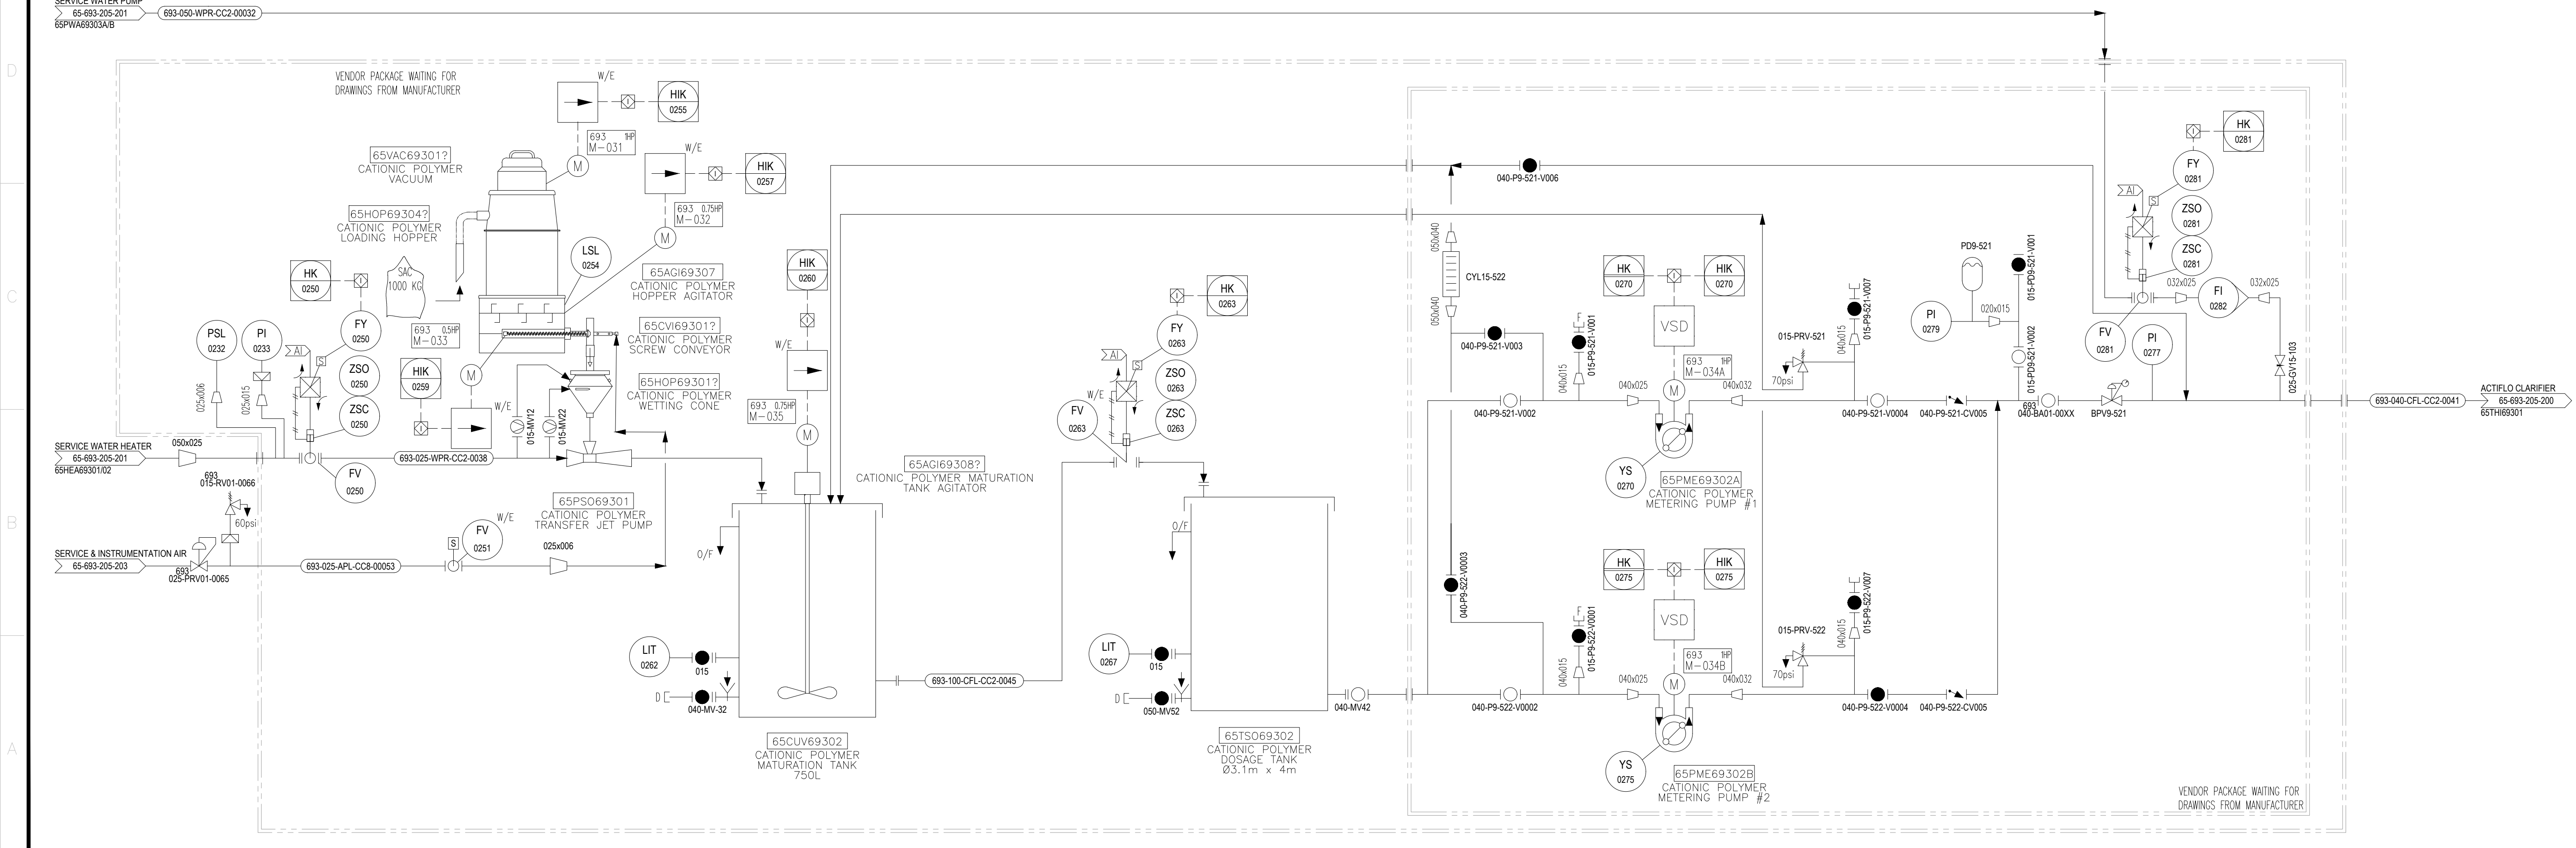 SERVICE WATER PUMP
65-693-205-201
693-050-WPR-CC2-00032
65PWA69303A/B
D
C
B
A
VENDOR PACKAGE WAITING FOR
DRAWINGS FROM MANUFACTURER
W/E
HIK
0255
693 1HP
M-031
M
65VAC69301?
CATIONIC POLYMER
VACUUM
W/E
HIK
0257
693 0.75HP
M-032
M
65HOP69304?
CATIONIC POLYMER
LOADING HOPPER
SAC
1000 KG
LSL
0254
65AGI69307
CATIONIC POLYMER
HOPPER AGITATOR
65CVI69301?
CATIONIC POLYMER
SCREW CONVEYOR
65HOP69301?
CATIONIC POLYMER
WETTING CONE
HK
0250
I
FY
0250
S
AI
ZSO
0250
ZSC
0250
FV
0250
PSL
0232
025x006
PI
0233
025x015
693 0.5HP
M-033
M
HIK
0259
I
W/E
015-MV12
015-MV22
SERVICE WATER HEATER
65-693-205-201
65HEA69301/02
050x025
693-025-WPR-CC2-0038
693
015-RV01-0066
60psi
65PSO69301
CATIONIC POLYMER
TRANSFER JET PUMP
SERVICE & INSTRUMENTATION AIR
65-693-205-203
693
025-PRV01-0065
693-025-APL-CC8-00053
S
FV
0251
W/E
025x006
HIK
0260
I
W/E
693 0.75HP
M-035
M
65AGI69308?
CATIONIC POLYMER MATURATION
TANK AGITATOR
O/F
LIT
0262
015
D
040-MV-32
65CUV69302
CATIONIC POLYMER
MATURATION TANK
750L
693-100-CFL-CC2-0045
HK
0263
I
FY
0263
S
AI
ZSO
0263
ZSC
0263
W/E
FV
0263
O/F
LIT
0267
015
D
050-MV52
65TSO69302
CATIONIC POLYMER
DOSAGE TANK
Ø3.1m x 4m
040-MV42
040-P9-521-V006
050x040
CYL15-522
050x040
040-P9-521-V003
F
015-P9-521-V001
040x015
040-P9-521-V002
040x025
HK
0270
I
HIK
0270
VSD
693 1HP
M-034A
M
040x032
YS
0270
65PME69302A
CATIONIC POLYMER
METERING PUMP #1
015-PRV-521
70psi
015-P9-521-V007
040x015
040-P9-521-V0004
040-P9-521-CV005
PD9-521
PI
0279
020x015
015-PD9-521-V001
015-PD9-521-V002
693
040-BA01-00XX
BPV9-521
PI
0277
HK
0281
I
FY
0281
S
AI
ZSO
0281
ZSC
0281
FV
0281
032x025
FI
0282
032x025
025-GV15-103
693-040-CFL-CC2-0041
ACTIFLO CLARIFIER
65-693-205-200
65THI69301
040-P9-522-V0003
F
015-P9-522-V0001
040x015
040-P9-522-V0002
040x025
HK
0275
I
HIK
0275
VSD
693 1HP
M-034B
M
040x032
YS
0275
65PME69302B
CATIONIC POLYMER
METERING PUMP #2
015-PRV-522
70psi
015-P9-522-V007
040x015
040-P9-522-V0004
040-P9-522-CV005
VENDOR PACKAGE WAITING FOR
DRAWINGS FROM MANUFACTURER